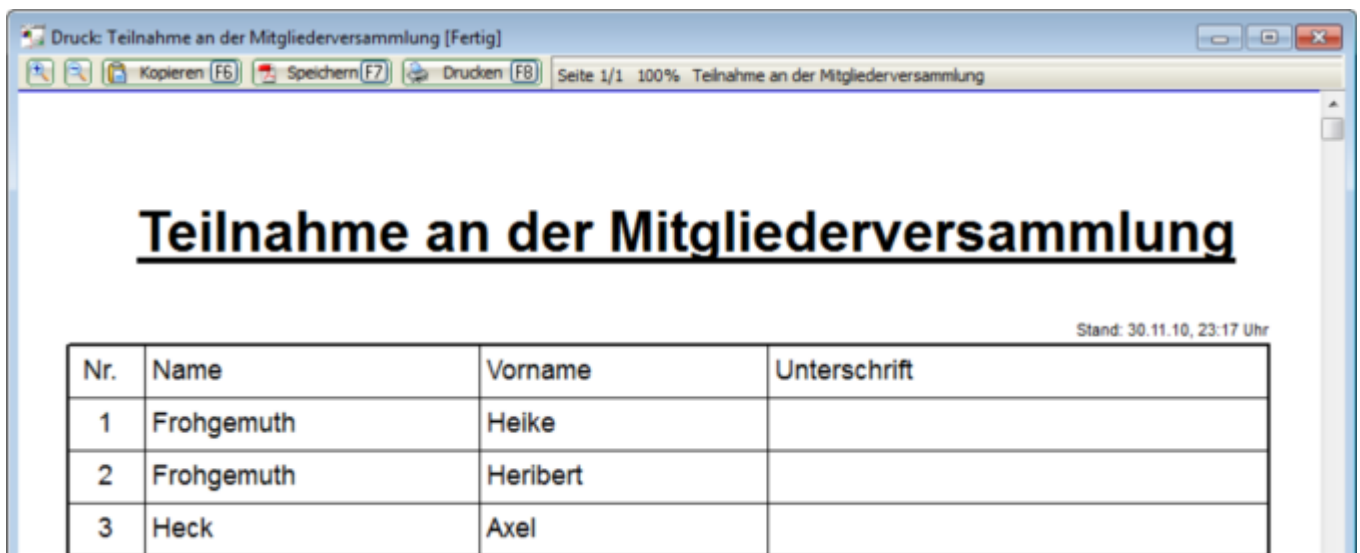 Druck: Teilnahme an der Mitgliederversammlung [Fertig]
Kopieren F6 Speichern F7 Drucken F8 Seite 1/1 100% Teilnahme an der Mitgliederversammlung
Teilnahme an der Mitgliederversammlung
Stand: 30.11.10, 23:17 Uhr
Nr. Name Vorname Unterschrift
1 Frohgemuth Heike
2 Frohgemuth Heribert
3 Heck Axel